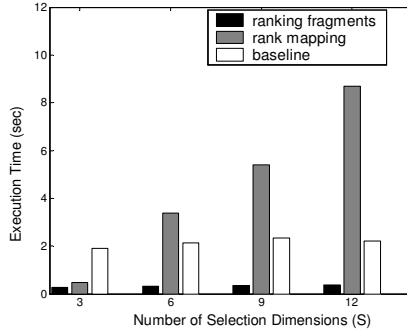 12
10
8
6
4
2
0
Execution Time (sec)
ranking fragments
rank mapping
baseline
3 6 9 12
Number of Selection Dimensions (S)